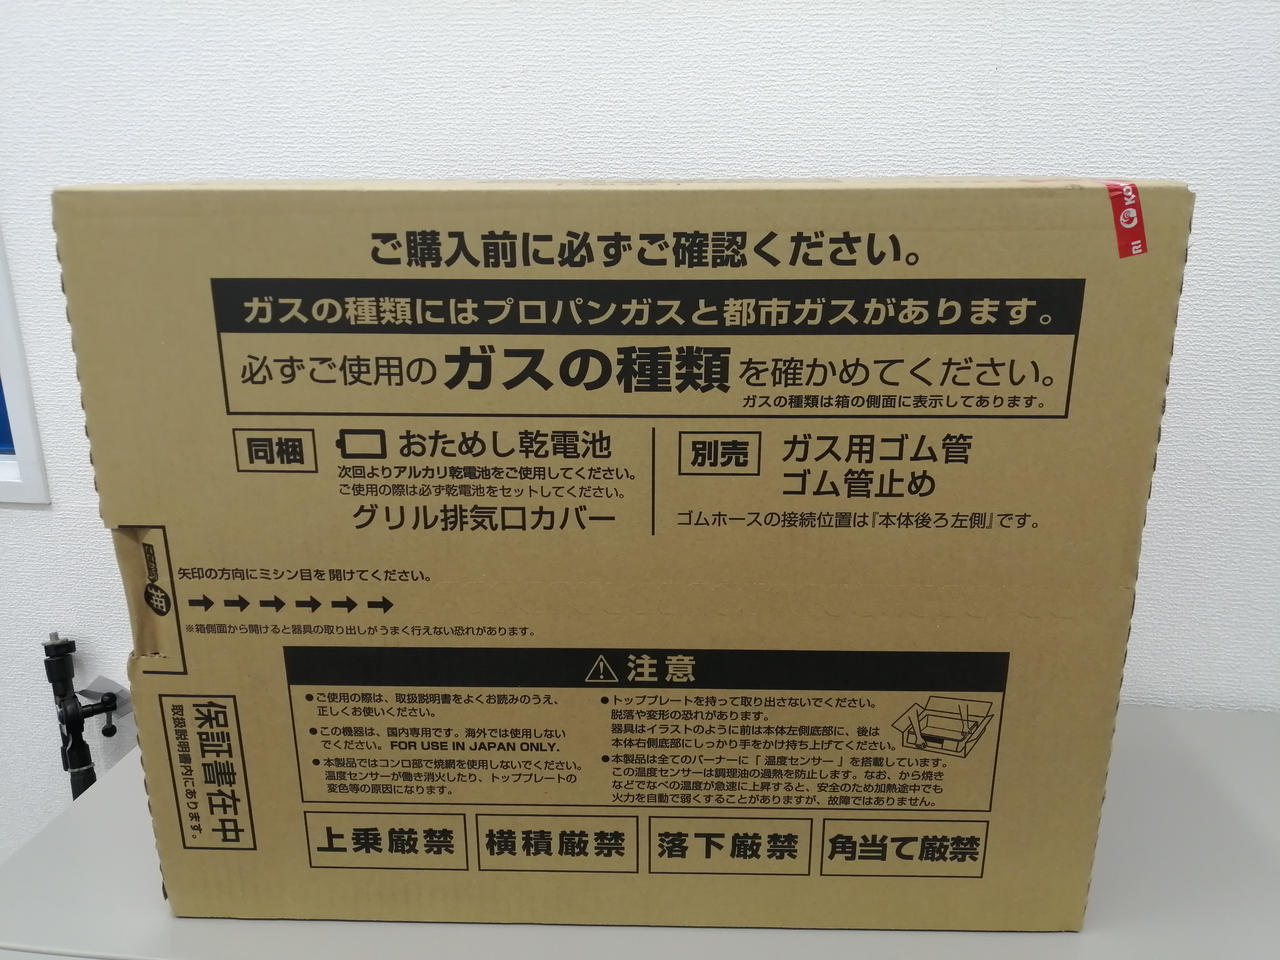 ご購入前に必ずご確認ください。
ガスの種類にはプロパンガスと都市ガスがあります。
必ずご使用のガスの種類を確かめてください。
ガスの種類は箱の側面に表示してあります。
同梱
おためし乾電池
次回よりアルカリ乾電池をご使用してください。
ご使用の際は必ず乾電池をセットしてください。
グリル排気口カバー
別売
ガス用ゴム管
ゴム管止め
ゴムホースの接続位置は『本体後ろ左側』です。
押
矢印の方向にミシン目を開けてください。
※箱側面から開けると器具の取り出しがうまく行えない恐れがあります。
保証書在中
取扱説明書内にあります。
注意
●ご使用の際は、取扱説明書をよくお読みのうえ、
正しくお使いください。
●この機器は、国内専用です。海外では使用しない
でください。FOR USE IN JAPAN ONLY.
●本製品ではコンロ部で焼網を使用しないでください。
温度センサーが働き消火したり、トッププレートの
変色等の原因になります。
●トッププレートを持って取り出さないでください。
脱落や変形の恐れがあります。
器具はイラストのように前は本体左側底部に、後は
本体右側底部にしっかり手をかけ持ち上げてください。
●本製品は全てのバーナーに「温度センサー」を搭載しています。
この温度センサーは調理油の過熱を防止します。なお、から焼き
などでなべの温度が急速に上昇すると、安全のため加熱途中でも
火力を自動で弱くすることがありますが、故障ではありません。
上乗厳禁
横積厳禁
落下厳禁
角当て厳禁
RI